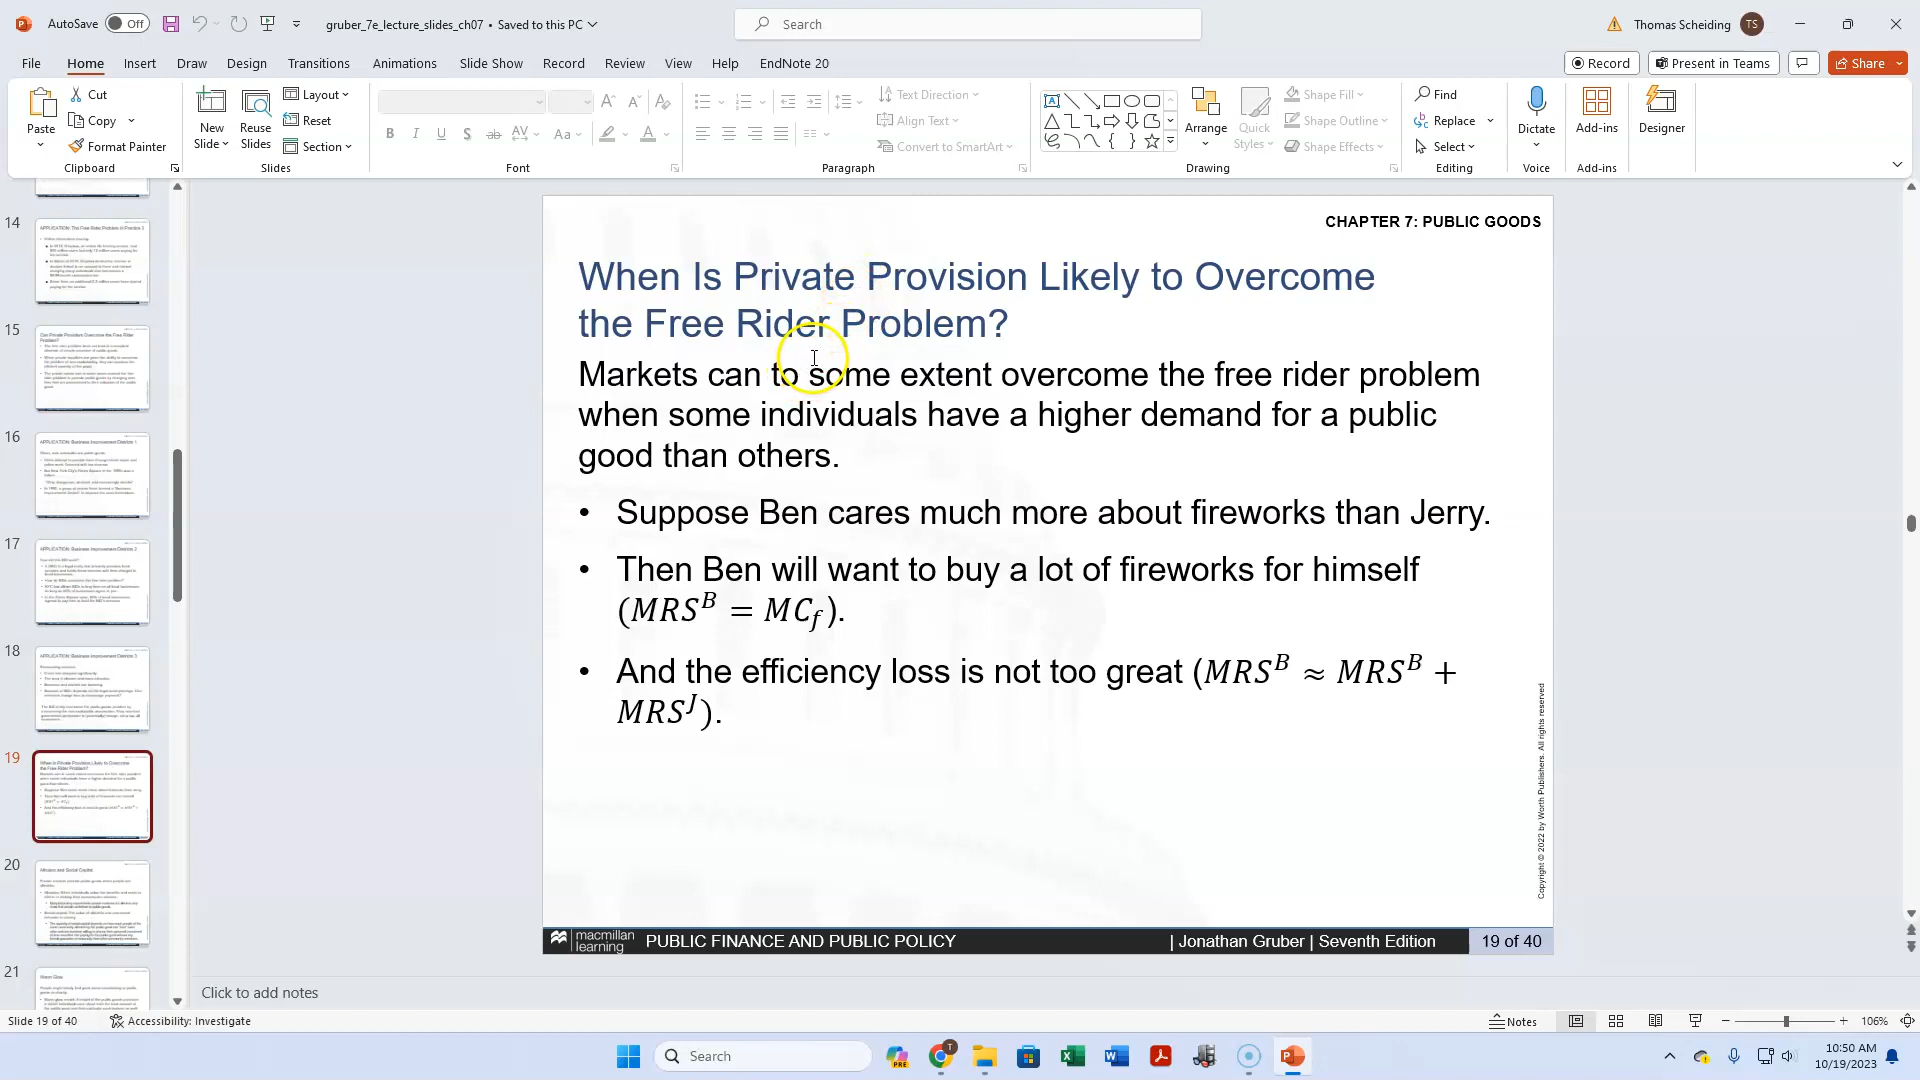 AutoSave Off gruber_7e_lecture_slides_ch07 • Saved to this PC Search Thomas Scheiding TS
File Home Insert Draw Design Transitions Animations Slide Show Record Review View Help EndNote 20 Record Present in Teams Share
Paste
Cut
Copy
Format Painter
Clipboard
New
Slide
Reuse
Slides
Layout
Reset
Section
Slides
Font
Text Direction
Align Text
Convert to SmartArt
Paragraph
Arrange
Quick
Styles
Shape Fill
Shape Outline
Shape Effects
Drawing
Find
Replace
Select
Editing
Dictate
Voice
Add-ins
Add-ins
Designer
14
15
16
17
18
19
20
21
CHAPTER 7: PUBLIC GOODS
When Is Private Provision Likely to Overcome
the Free Rider Problem?
Markets can to some extent overcome the free rider problem
when some individuals have a higher demand for a public
good than others.
• Suppose Ben cares much more about fireworks than Jerry.
• Then Ben will want to buy a lot of fireworks for himself
(MRS^B = MC_f).
• And the efficiency loss is not too great (MRS^B ≈ MRS^B +
MRS^J).
Copyright © 2022 by Worth Publishers. All rights reserved
macmillan
learning
PUBLIC FINANCE AND PUBLIC POLICY | Jonathan Gruber | Seventh Edition 19 of 40
Click to add notes
Slide 19 of 40 Accessibility: Investigate Notes 106%
Search
10:50 AM
10/19/2023